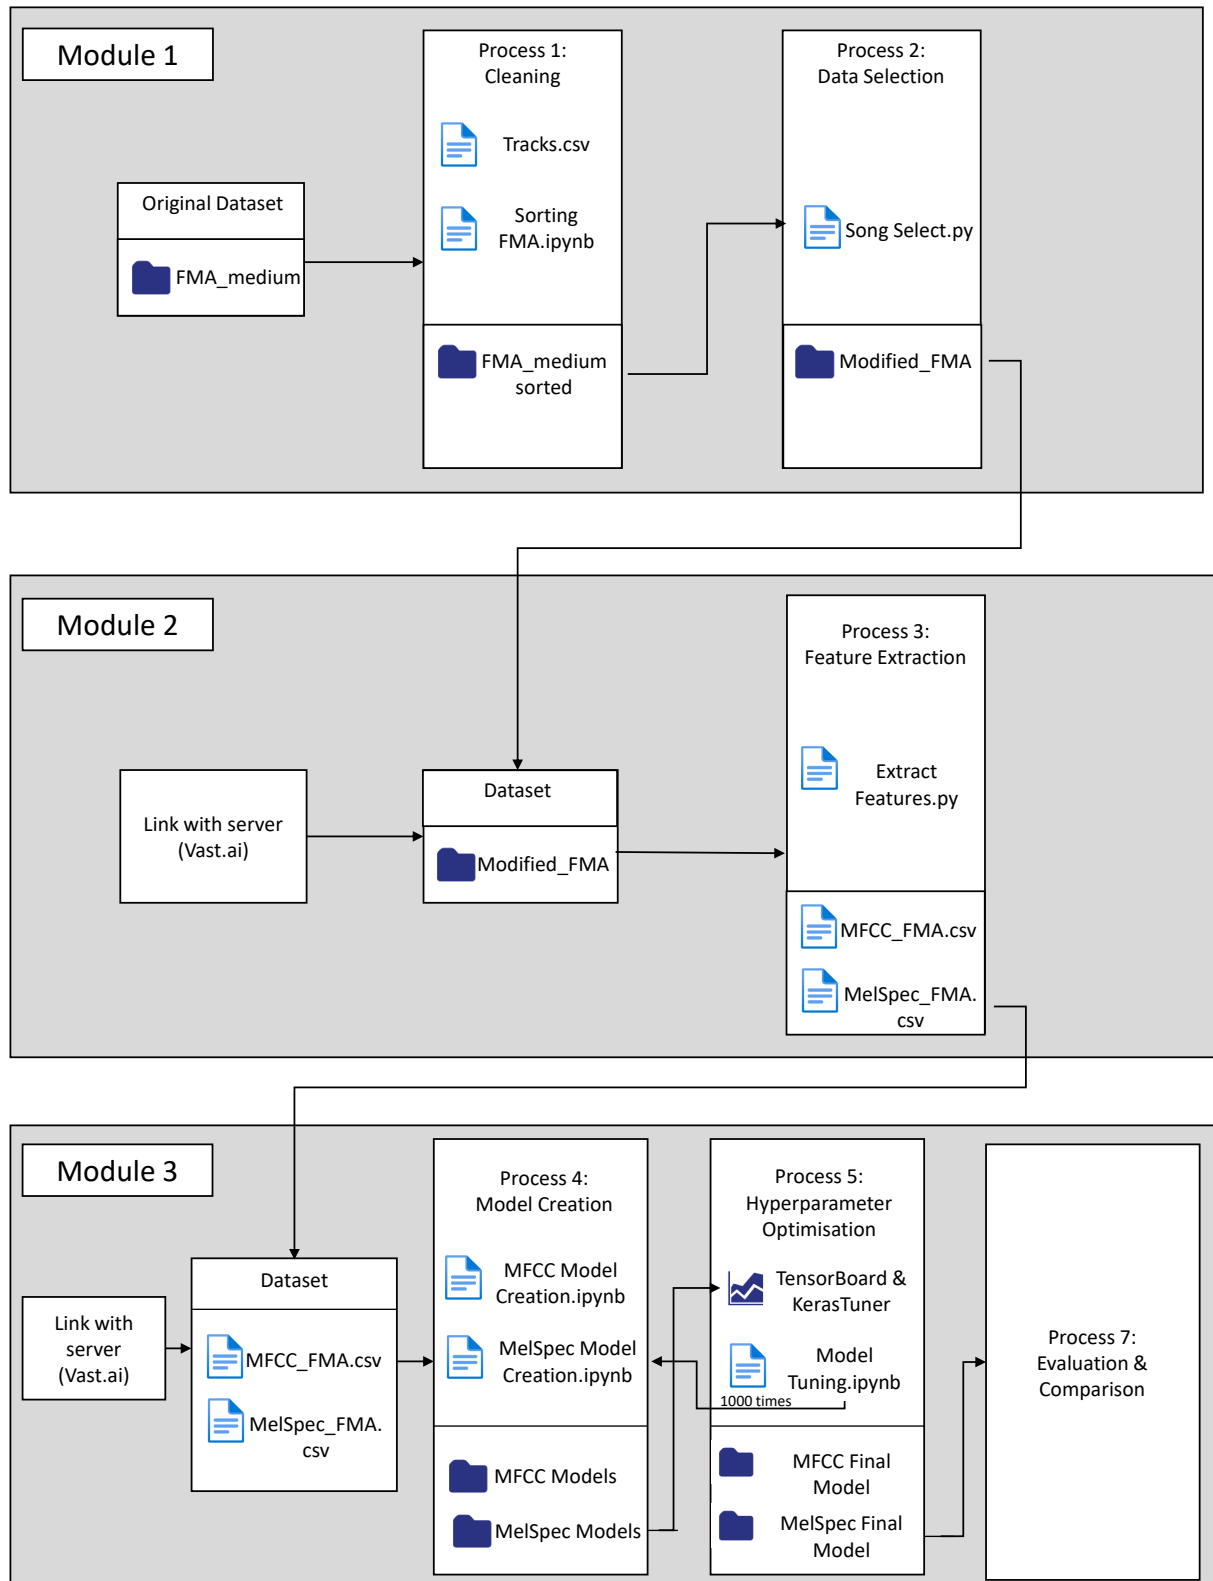 Module 1
Process 1:
Cleaning
Tracks.csv
Sorting
FMA.ipynb
FMA_medium
sorted
Process 2:
Data Selection
Song Select.py
Modified_FMA
Original Dataset
FMA_medium
Module 2
Process 3:
Feature Extraction
Extract
Features.py
MFCC_FMA.csv
MelSpec_FMA.
csv
Link with server
(Vast.ai)
Dataset
Modified_FMA
Module 3
Link with
server
(Vast.ai)
Dataset
MFCC_FMA.csv
MelSpec_FMA.
csv
Process 4:
Model Creation
MFCC Model
Creation.ipynb
MelSpec Model
Creation.ipynb
MFCC Models
MelSpec Models
Process 5:
Hyperparameter
Optimisation
TensorBoard &
KerasTuner
Model
Tuning.ipynb
1000 times
MFCC Final
Model
MelSpec Final
Model
Process 7:
Evaluation &
Comparison